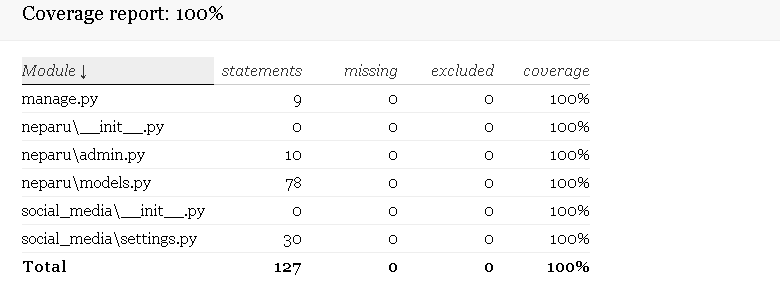 Coverage report: 100%
Module ↓ statements missing excluded coverage
manage.py 9 0 0 100%
neparu\__init__.py 0 0 0 100%
neparu\admin.py 10 0 0 100%
neparu\models.py 78 0 0 100%
social_media\__init__.py 0 0 0 100%
social_media\settings.py 30 0 0 100%
Total 127 0 0 100%